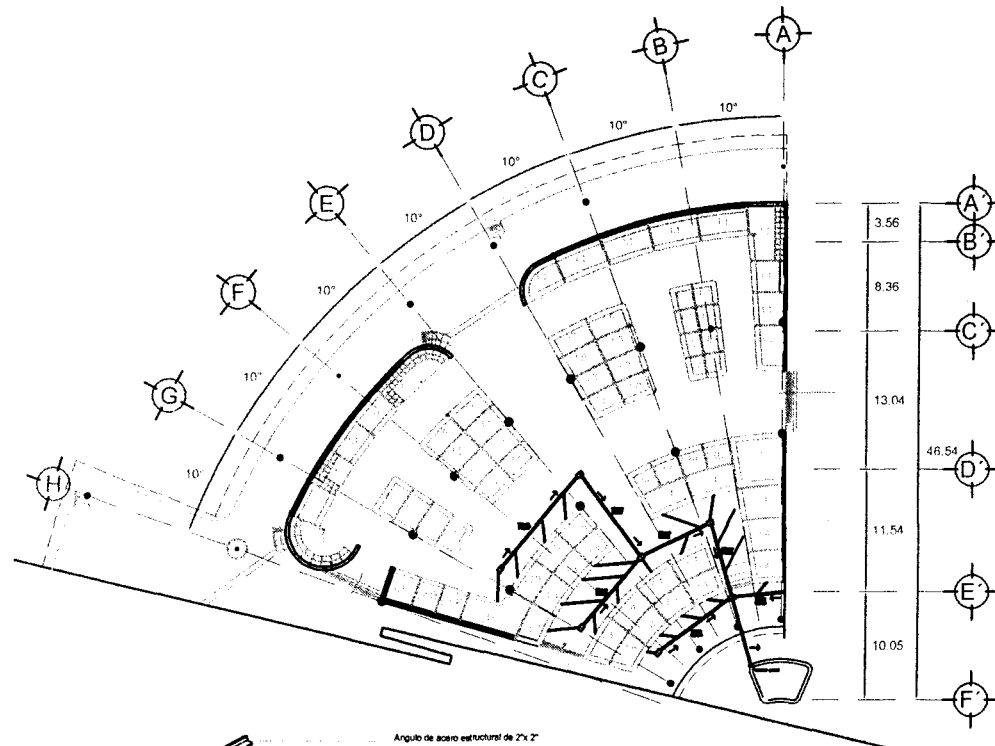 A
B
C
D
E
F
G
H
10°
10°
10°
10°
10°
10°
10°
A´
B´
C´
D´
E´
F´
3.56
8.36
13.04
46.54
11.54
10.05
Angulo de acero estructural de 2"x 2"